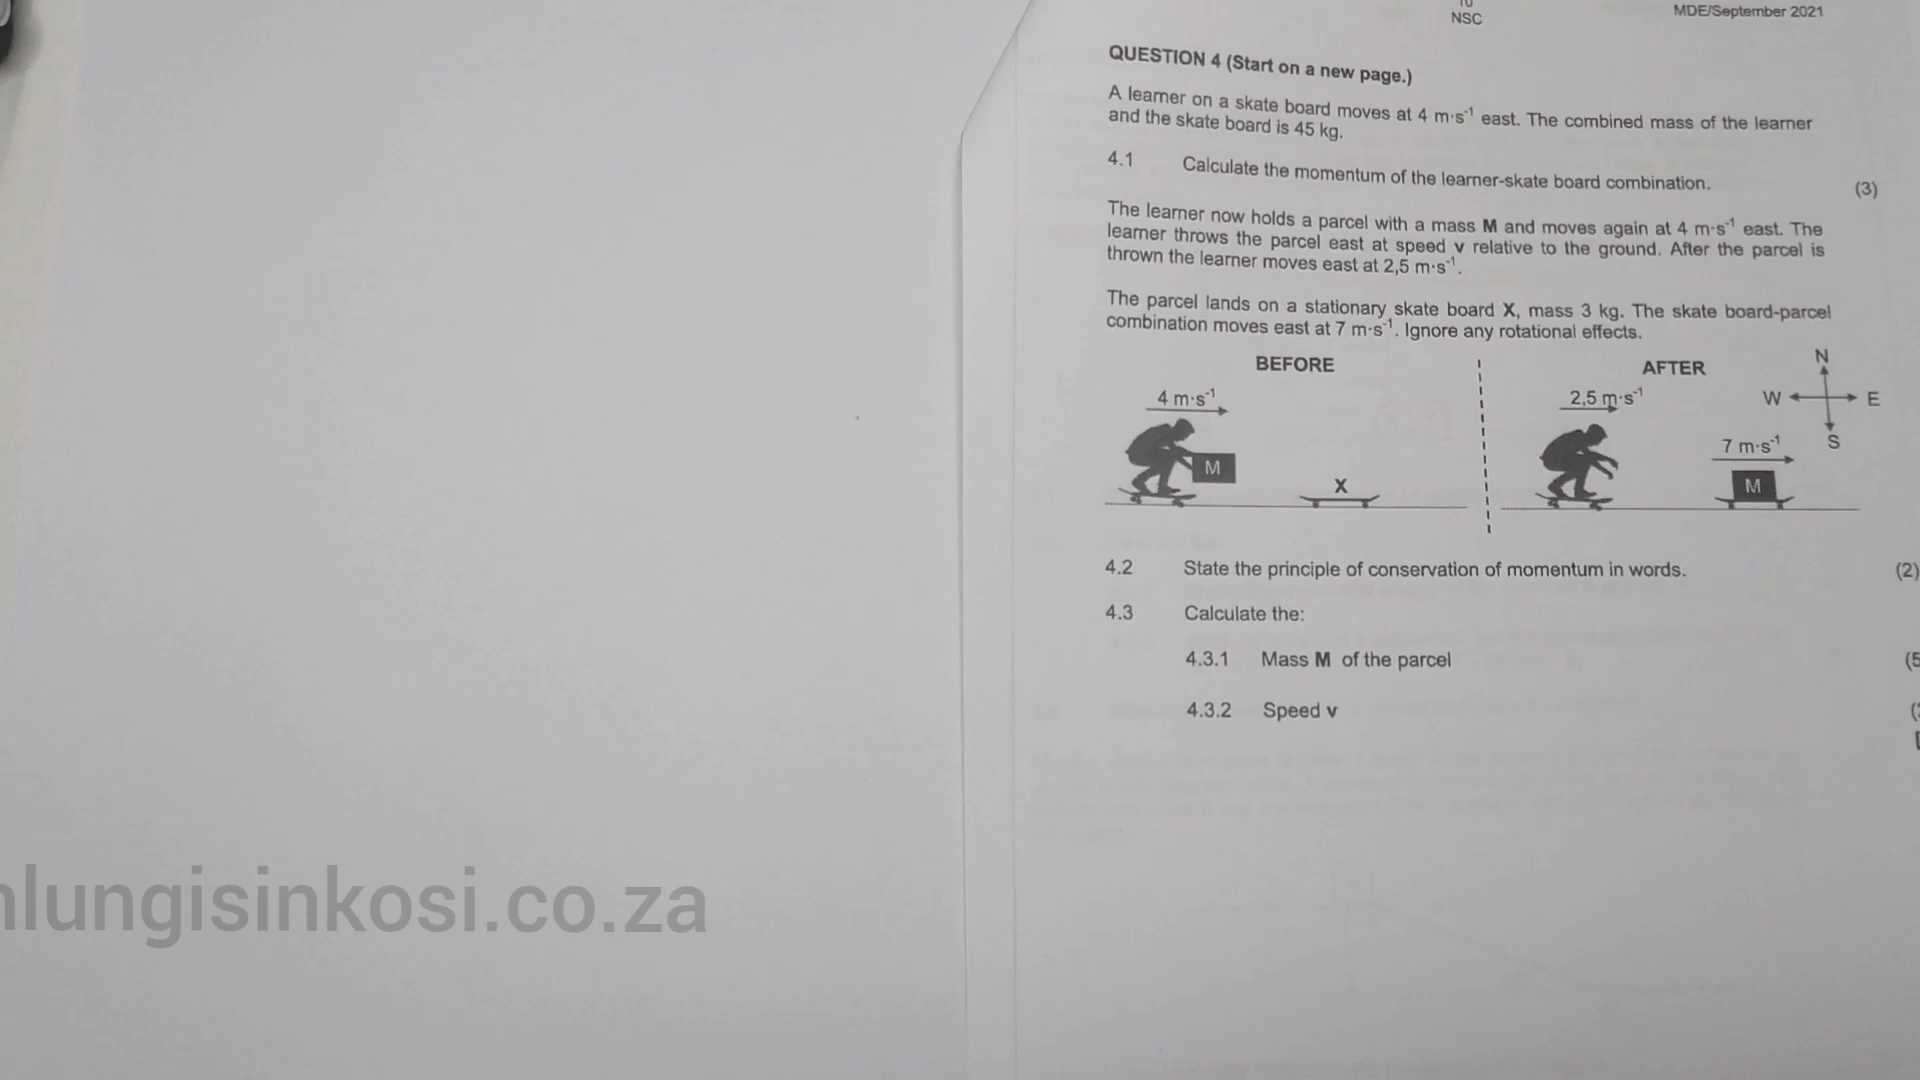 10
NSC
MDE/September 2021
QUESTION 4 (Start on a new page.)
A learner on a skate board moves at 4 m·s⁻¹ east. The combined mass of the learner
and the skate board is 45 kg.
4.1 Calculate the momentum of the learner-skate board combination. (3)
The learner now holds a parcel with a mass M and moves again at 4 m·s⁻¹ east. The
learner throws the parcel east at speed v relative to the ground. After the parcel is
thrown the learner moves east at 2,5 m·s⁻¹.
The parcel lands on a stationary skate board X, mass 3 kg. The skate board-parcel
combination moves east at 7 m·s⁻¹. Ignore any rotational effects.
BEFORE
AFTER
N
4 m·s⁻¹
2,5 m·s⁻¹
W E
S
7 m·s⁻¹
M
X
M
4.2 State the principle of conservation of momentum in words. (2)
4.3 Calculate the:
4.3.1 Mass M of the parcel (5
4.3.2 Speed v
lungisinkosi.co.za